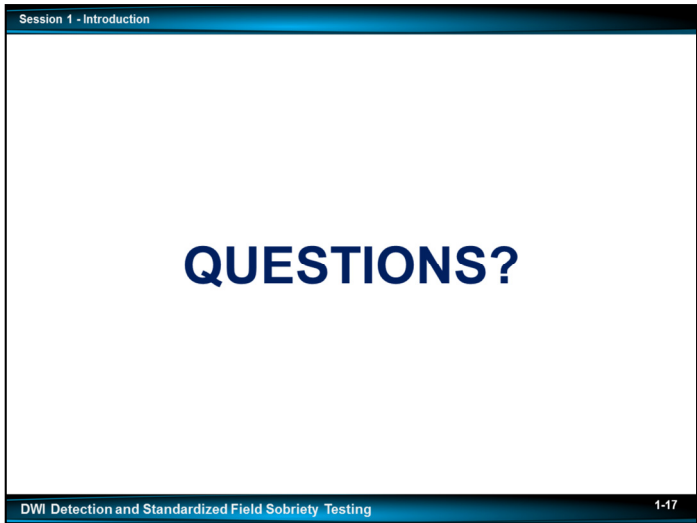 Session 1 - Introduction
QUESTIONS?
DWI Detection and Standardized Field Sobriety Testing
1-17